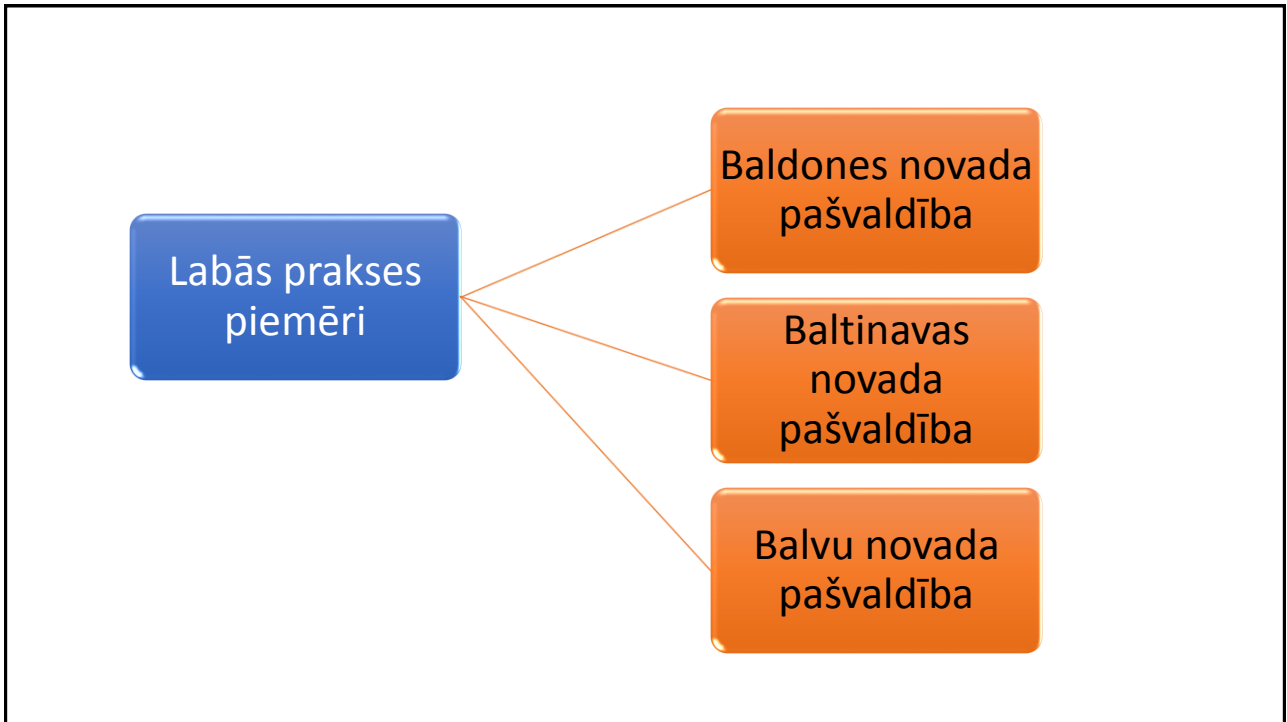 Labās prakses
piemēri
Baldones novada
pašvaldība
Baltinavas
novada
pašvaldība
Balvu novada
pašvaldība